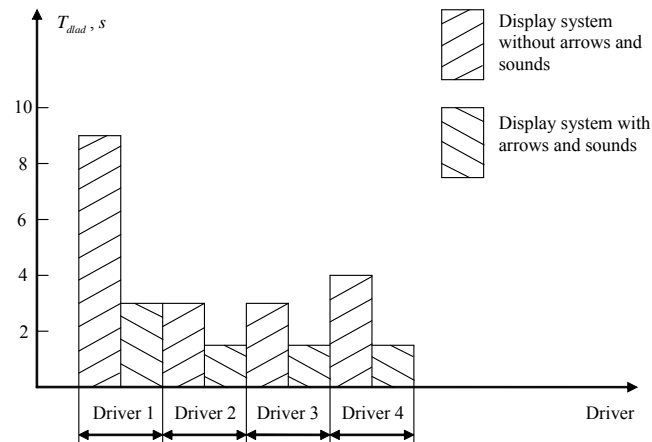 T_dlad , s
Display system
without arrows and
sounds
Display system with
arrows and sounds
10
8
6
4
2
Driver 1
Driver 2
Driver 3
Driver 4
Driver